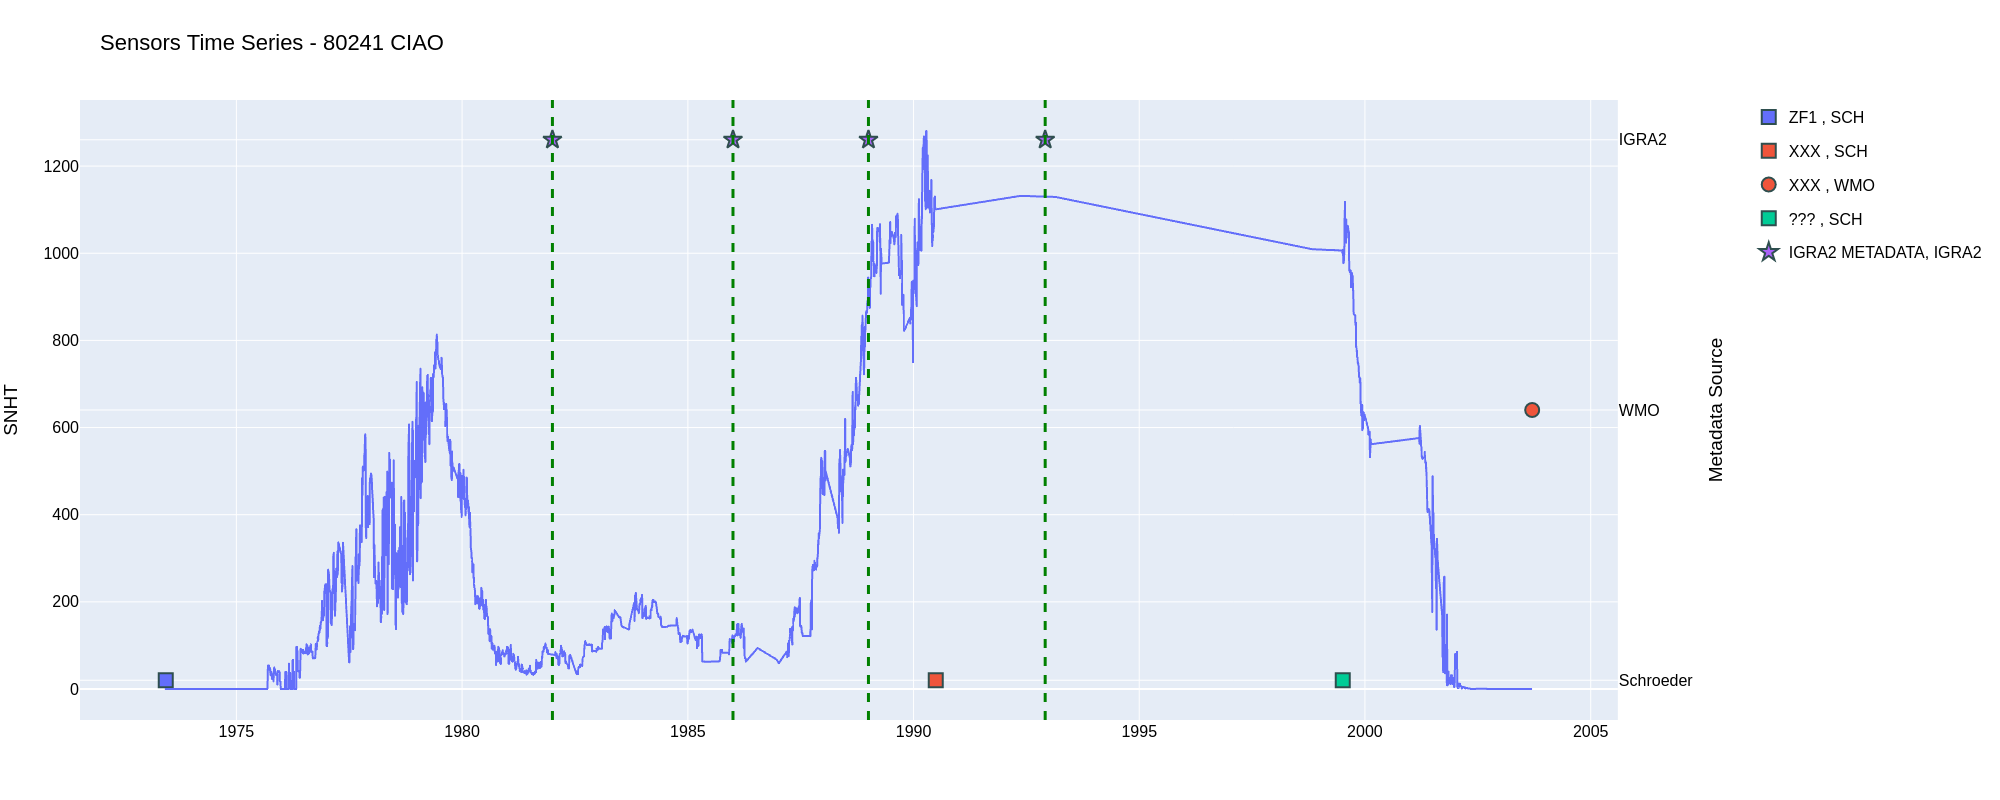 Sensors Time Series - 80241 CIAO
SNHT
1200
1000
800
600
400
200
0
1975
1980
1985
1990
1995
2000
2005
IGRA2
WMO
Schroeder
Metadata Source
ZF1 , SCH
XXX , SCH
XXX , WMO
??? , SCH
IGRA2 METADATA, IGRA2